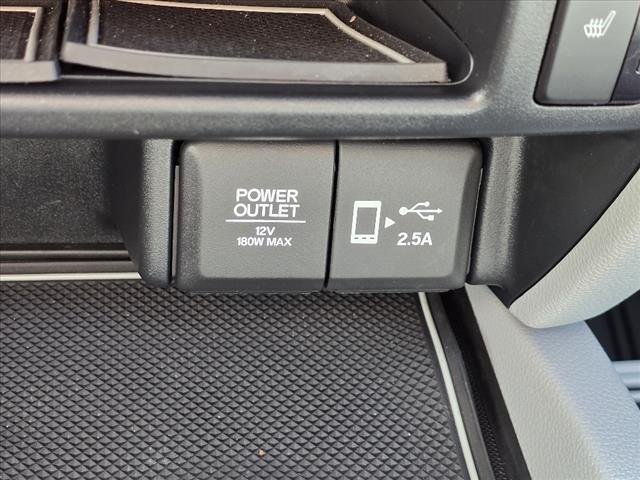 POWER
OUTLET
12V
180W MAX
2.5A